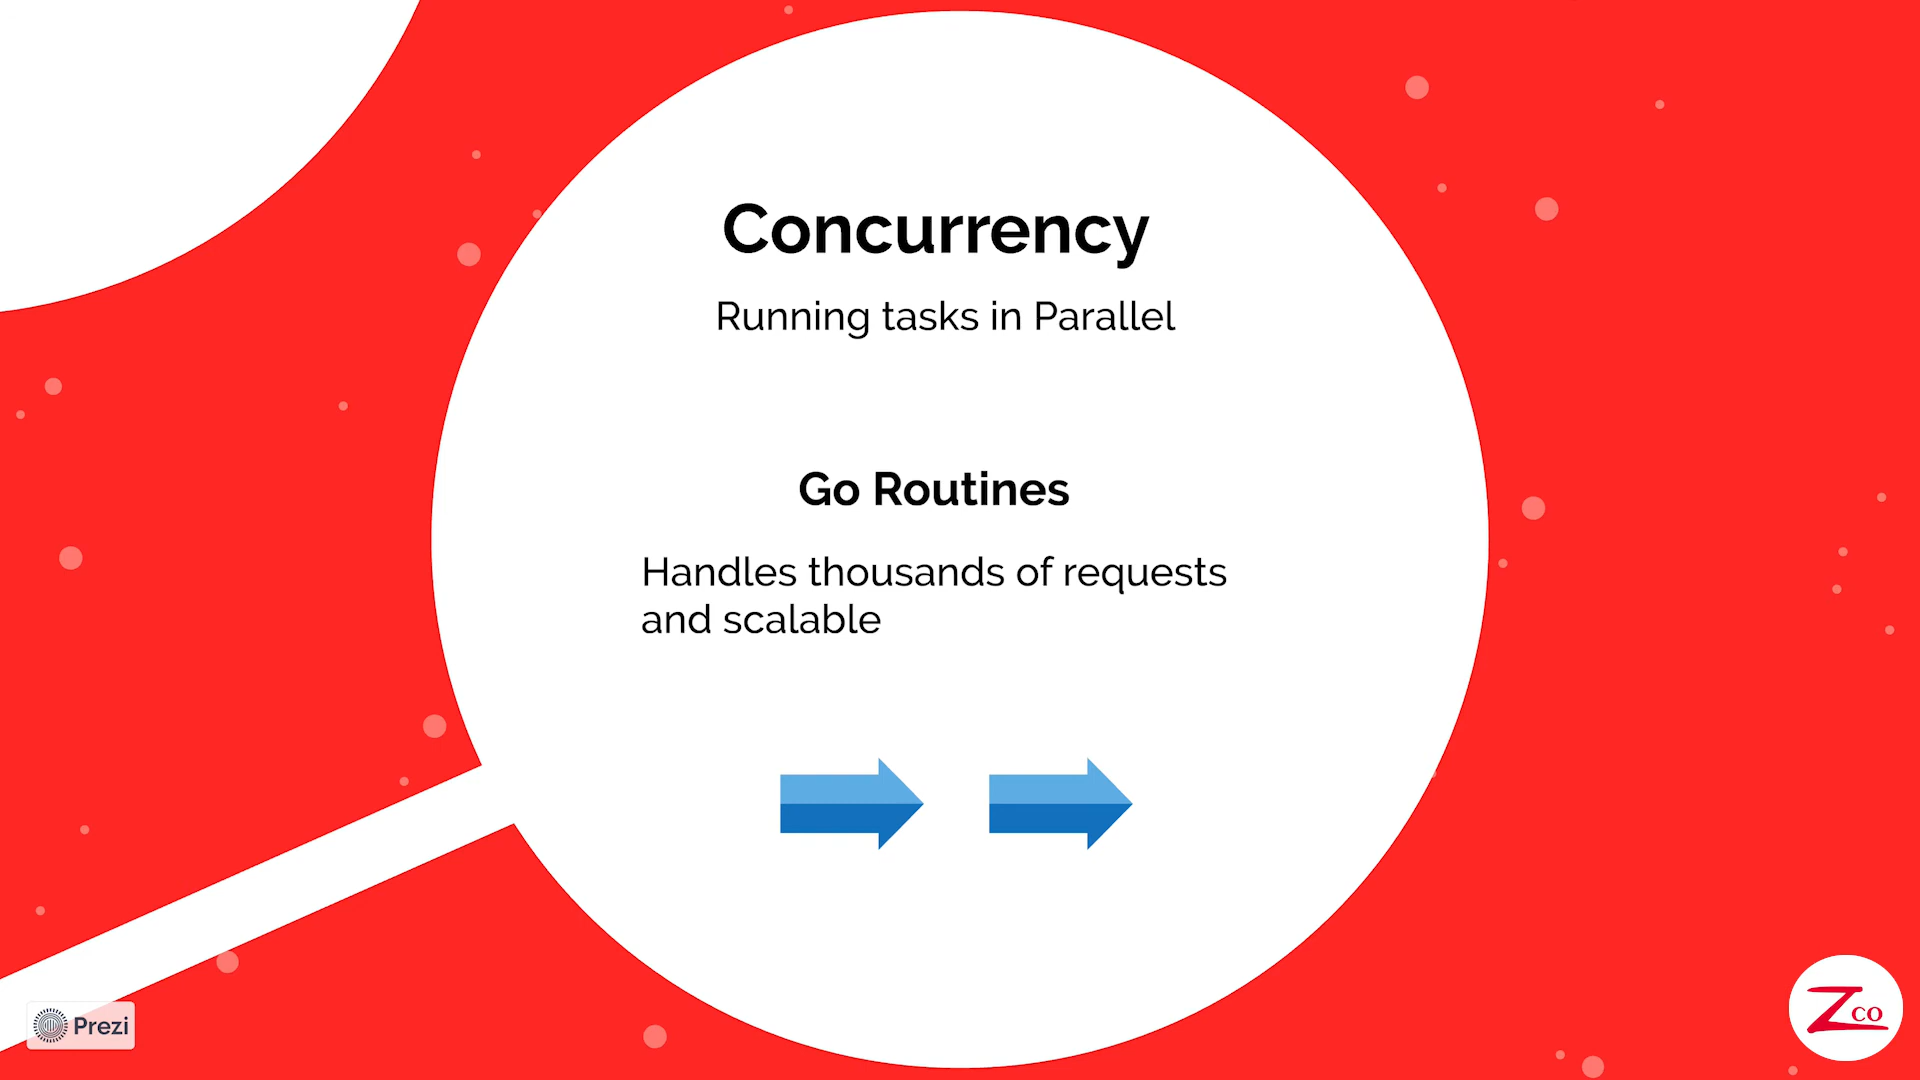 Concurrency
Running tasks in Parallel
Go Routines
Handles thousands of requests
and scalable
Prezi
Zco